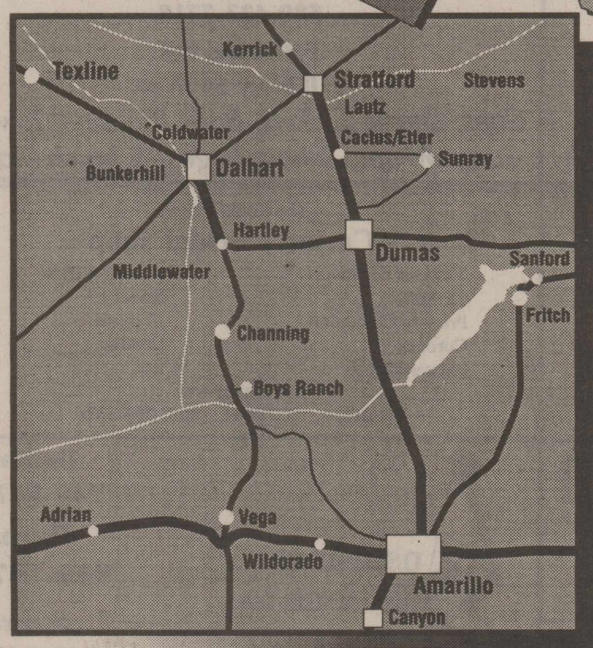 Kerrick
Texline
Stratford
Stevens
Lautz
Coldwater
Cactus/Etter
Sunray
Bunkerhill
Dalhart
Hartley
Dumas
Sanford
Middlewater
Fritch
Channing
Boys Ranch
Adrian
Vega
Wildorado
Amarillo
Canyon